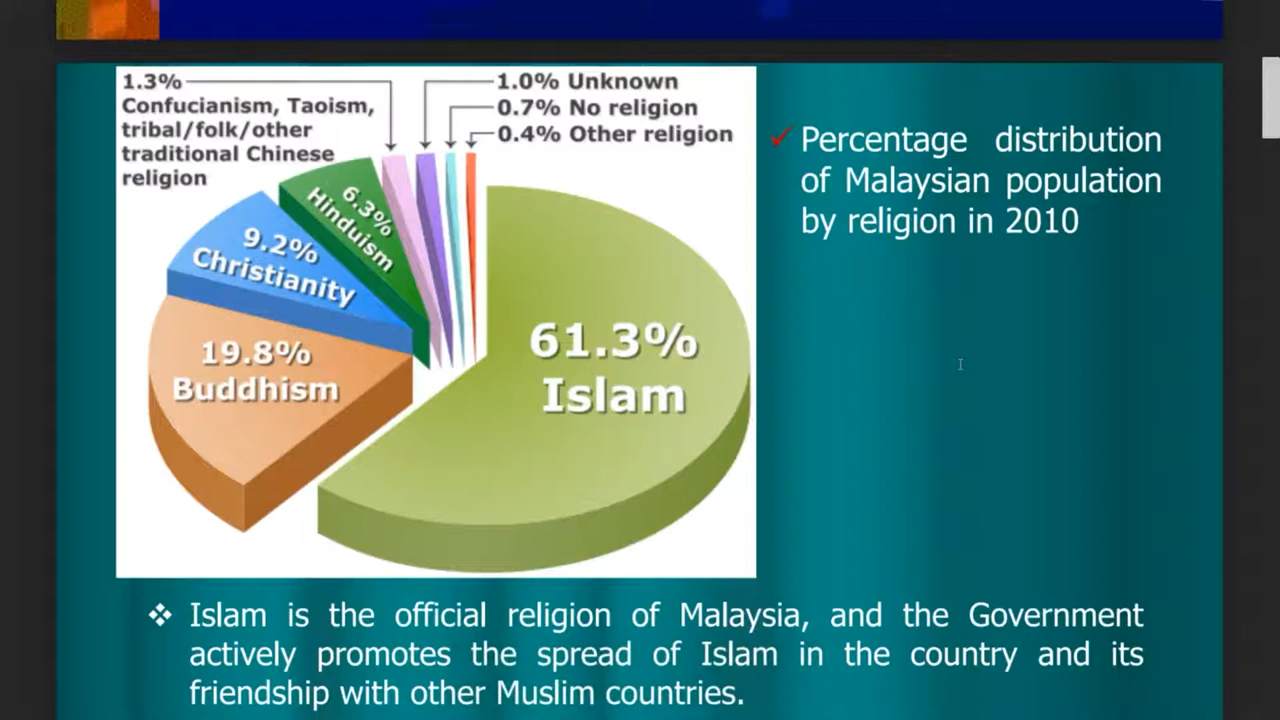 1.3%
Confucianism, Taoism,
tribal/folk/other
traditional Chinese
religion
1.0% Unknown
0.7% No religion
0.4% Other religion
6.3%
Hinduism
9.2%
Christianity
19.8%
Buddhism
61.3%
Islam
✓ Percentage distribution
of Malaysian population
by religion in 2010
❖ Islam is the official religion of Malaysia, and the Government
actively promotes the spread of Islam in the country and its
friendship with other Muslim countries.